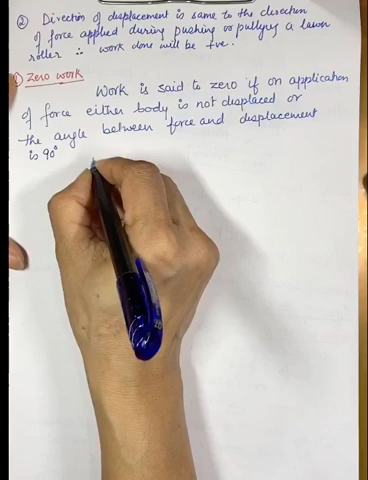 ② Direction of displacement is same to the direction
of force applied during pushing or pullying a lawn
roller ∴ work done will be +ve.
① Zero work
Work is said to zero if on application
of force either body is not displaced or
the angle between force and displacement
is 90°